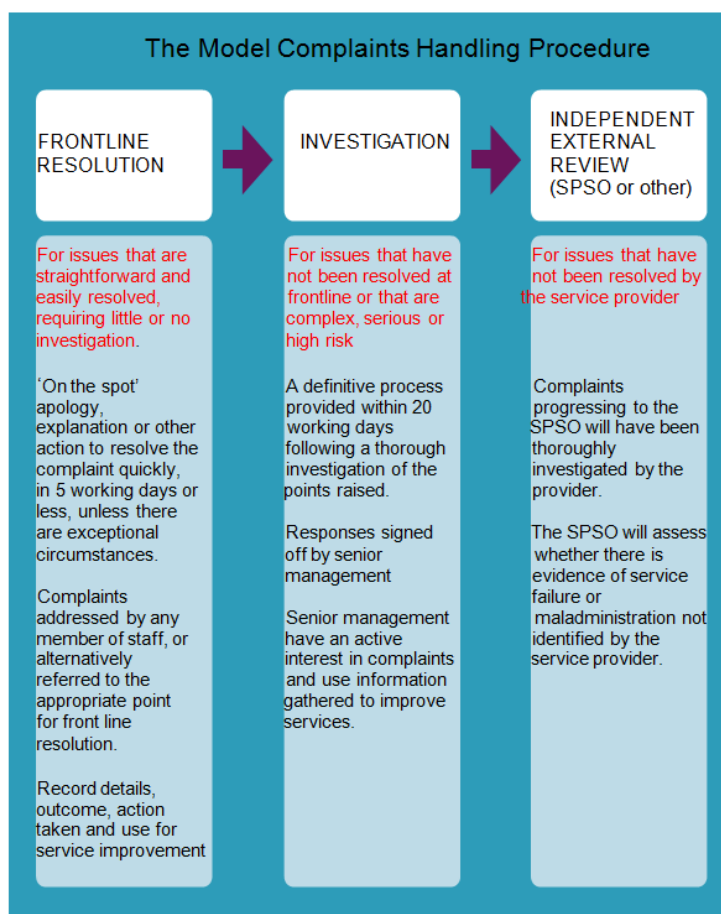 The Model Complaints Handling Procedure
FRONTLINE
RESOLUTION
INVESTIGATION
INDEPENDENT
EXTERNAL
REVIEW
(SPSO or other)
For issues that are
straightforward and
easily resolved,
requiring little or no
investigation.
'On the spot'
apology,
explanation or other
action to resolve the
complaint quickly,
in 5 working days or
less, unless there
are exceptional
circumstances.
Complaints
addressed by any
member of staff, or
alternatively
referred to the
appropriate point
for front line
resolution.
Record details,
outcome, action
taken and use for
service improvement
For issues that have
not been resolved at
frontline or that are
complex, serious or
high risk
A definitive process
provided within 20
working days
following a thorough
investigation of the
points raised.
Responses signed
off by senior
management
Senior management
have an active
interest in complaints
and use information
gathered to improve
services.
For issues that have
not been resolved by
the service provider
Complaints
progressing to the
SPSO will have been
thoroughly
investigated by the
provider.
The SPSO will assess
whether there is
evidence of service
failure or
maladministration not
identified by the
service provider.